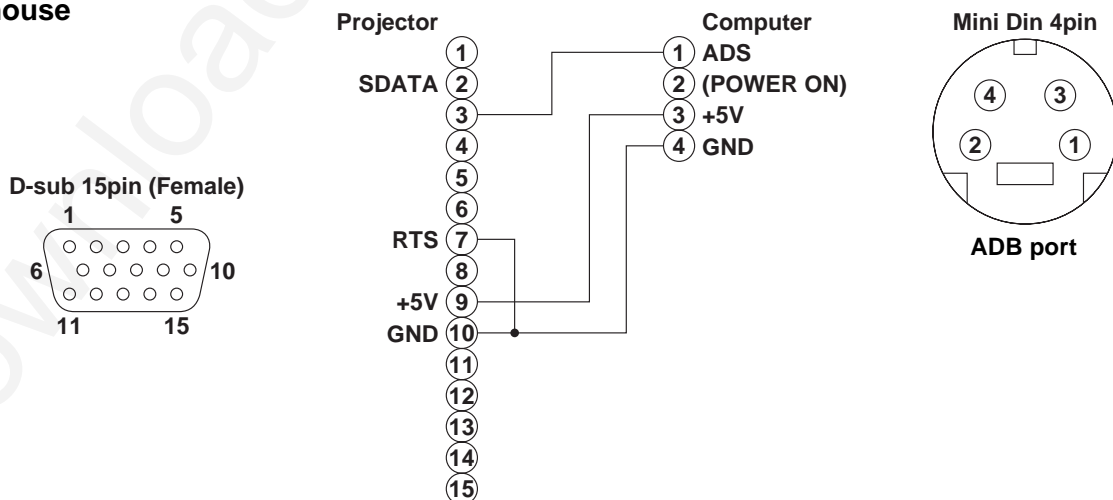 Projector
Computer
Mini Din 4pin
1
SDATA 2
3
4
5
6
RTS 7
8
+5V 9
GND 10
11
12
13
14
15
1 ADS
2 (POWER ON)
3 +5V
4 GND
4 3
2 1
ADB port
D-sub 15pin (Female)
1 5
6 10
11 15